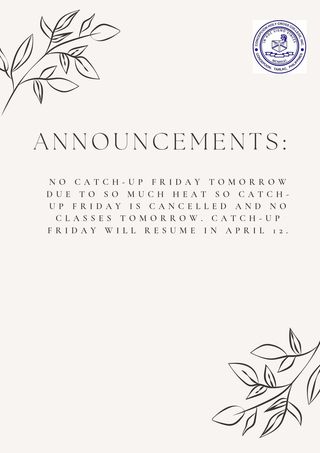 ANNOUNCEMENTS:
NO CATCH-UP FRIDAY TOMORROW
DUE TO SO MUCH HEAT SO CATCH-
UP FRIDAY IS CANCELLED AND NO
CLASSES TOMORROW. CATCH-UP
FRIDAY WILL RESUME IN APRIL 12.